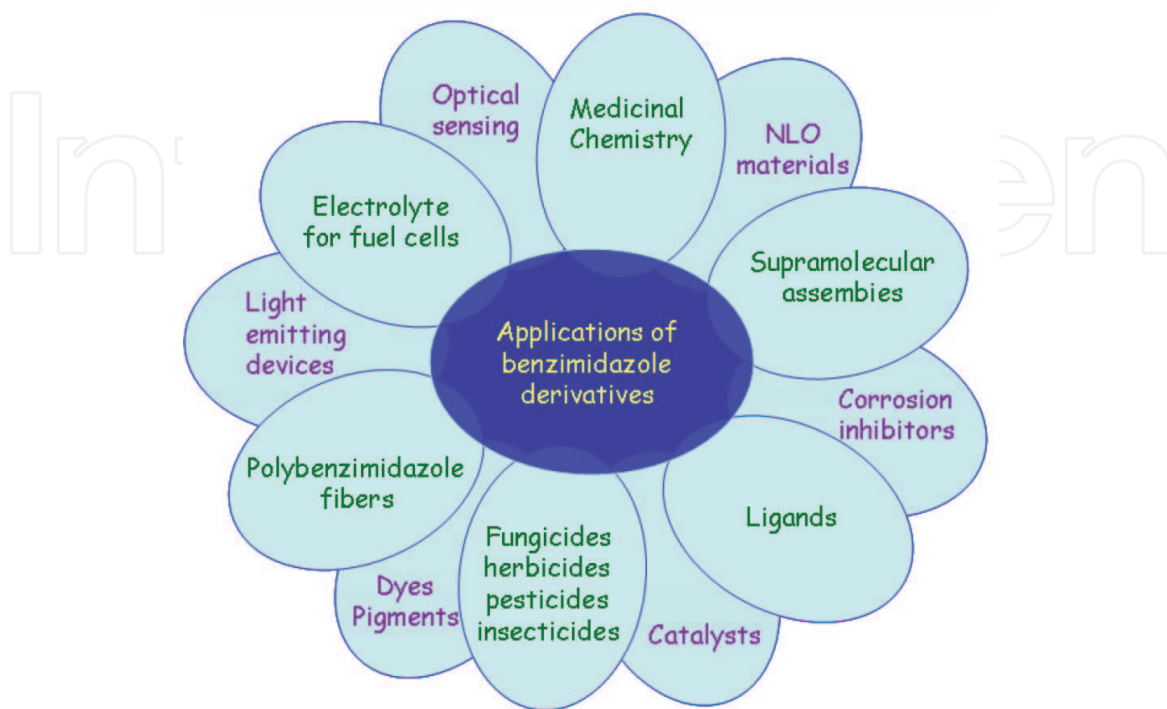 Optical
sensing
Medicinal
Chemistry
NLO
materials
Electrolyte
for fuel cells
Supramolecular
assembies
Light
emitting
devices
Applications of
benzimidazole
derivatives
Corrosion
inhibitors
Polybenzimidazole
fibers
Ligands
Fungicides
herbicides
pesticides
insecticides
Dyes
Pigments
Catalysts